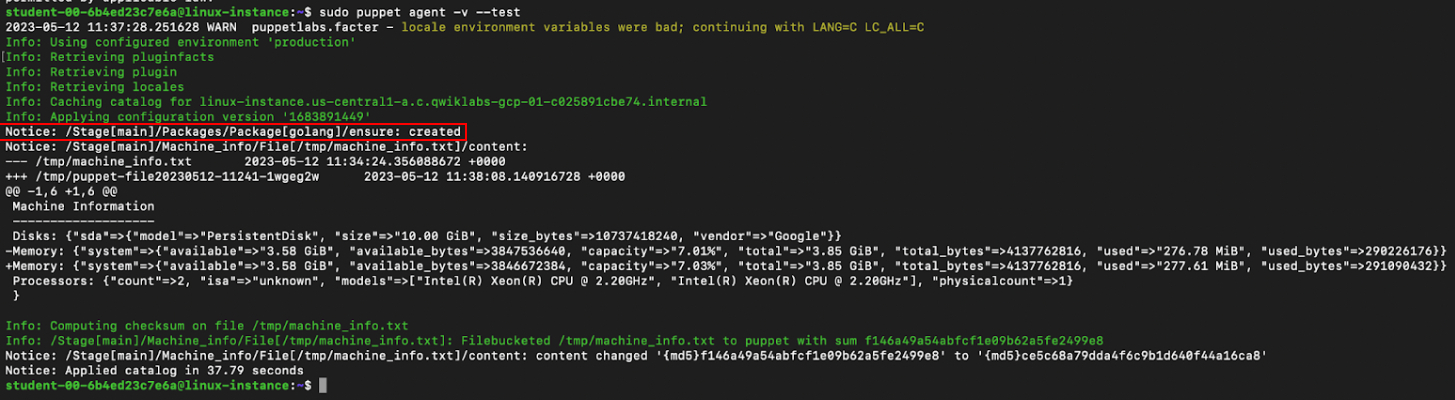 student-00-6b4ed23c7e6a@linux-instance:~$ sudo puppet agent -v --test
2023-05-12 11:37:28.251628 WARN  puppetlabs.facter - locale environment variables were bad; continuing with LANG=C LC_ALL=C
Info: Using configured environment 'production'
Info: Retrieving pluginfacts
Info: Retrieving plugin
Info: Retrieving locales
Info: Caching catalog for linux-instance.us-central1-a.c.qwiklabs-gcp-01-c025891cbe74.internal
Info: Applying configuration version '1683891449'
Notice: /Stage[main]/Packages/Package[golang]/ensure: created
Notice: /Stage[main]/Machine_info/File[/tmp/machine_info.txt]/content:
--- /tmp/machine_info.txt       2023-05-12 11:34:24.356088672 +0000
+++ /tmp/puppet-file20230512-11241-1wgeg2w      2023-05-12 11:38:08.140916728 +0000
@@ -1,6 +1,6 @@
 Machine Information
 -------------------
 Disks: {"sda"=>{"model"=>"PersistentDisk", "size"=>"10.00 GiB", "size_bytes"=>10737418240, "vendor"=>"Google"}}
-Memory: {"system"=>{"available"=>"3.58 GiB", "available_bytes"=>3847536640, "capacity"=>"7.01%", "total"=>"3.85 GiB", "total_bytes"=>4137762816, "used"=>"276.78 MiB", "used_bytes"=>290226176}}
+Memory: {"system"=>{"available"=>"3.58 GiB", "available_bytes"=>3846672384, "capacity"=>"7.03%", "total"=>"3.85 GiB", "total_bytes"=>4137762816, "used"=>"277.61 MiB", "used_bytes"=>291090432}}
 Processors: {"count"=>2, "isa"=>"unknown", "models"=>["Intel(R) Xeon(R) CPU @ 2.20GHz", "Intel(R) Xeon(R) CPU @ 2.20GHz"], "physicalcount"=>1}
 }
Info: Computing checksum on file /tmp/machine_info.txt
Info: /Stage[main]/Machine_info/File[/tmp/machine_info.txt]: Filebucketed /tmp/machine_info.txt to puppet with sum f146a49a54abfcf1e09b62a5fe2499e8
Notice: /Stage[main]/Machine_info/File[/tmp/machine_info.txt]/content: content changed '{md5}f146a49a54abfcf1e09b62a5fe2499e8' to '{md5}ce5c68a79dda4f6c9b1d640f44a16ca8'
Notice: Applied catalog in 37.79 seconds
student-00-6b4ed23c7e6a@linux-instance:~$